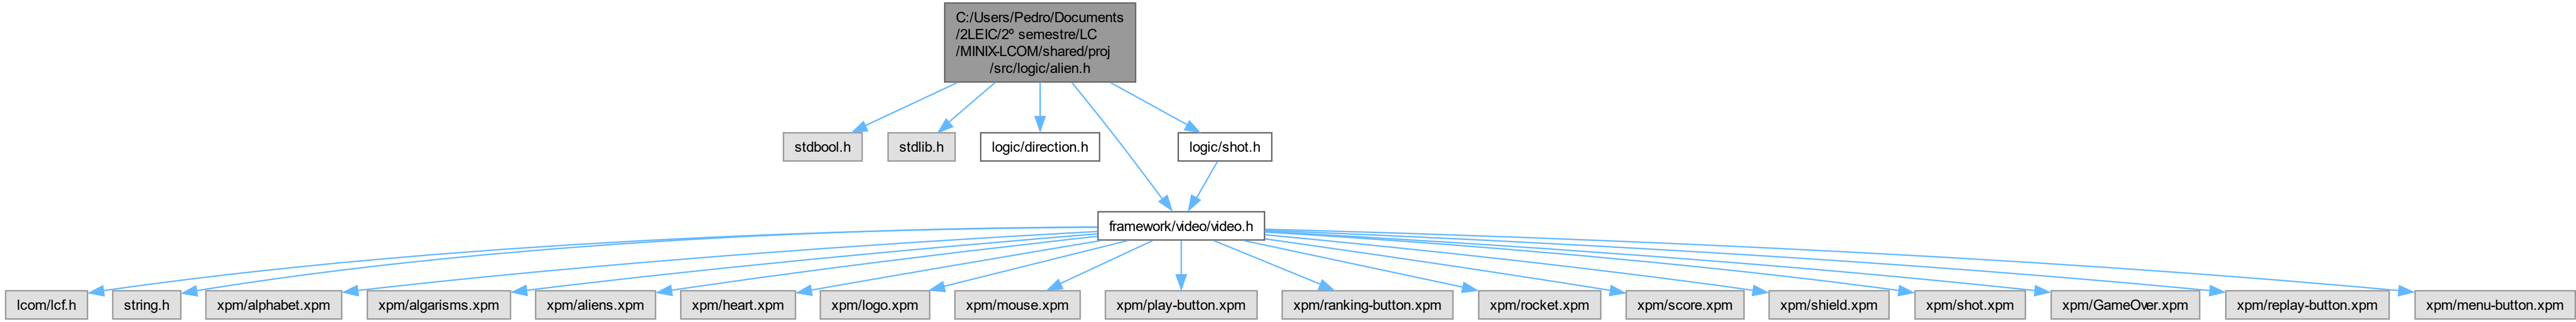 C:/Users/Pedro/Documents
/2LEIC/2º semestre/LC
/MINIX-LCOM/shared/proj
/src/logic/alien.h
stdbool.h
stdlib.h
logic/direction.h
logic/shot.h
framework/video/video.h
lcom/lcf.h
string.h
xpm/alphabet.xpm
xpm/algarisms.xpm
xpm/aliens.xpm
xpm/heart.xpm
xpm/logo.xpm
xpm/mouse.xpm
xpm/play-button.xpm
xpm/ranking-button.xpm
xpm/rocket.xpm
xpm/score.xpm
xpm/shield.xpm
xpm/shot.xpm
xpm/GameOver.xpm
xpm/replay-button.xpm
xpm/menu-button.xpm